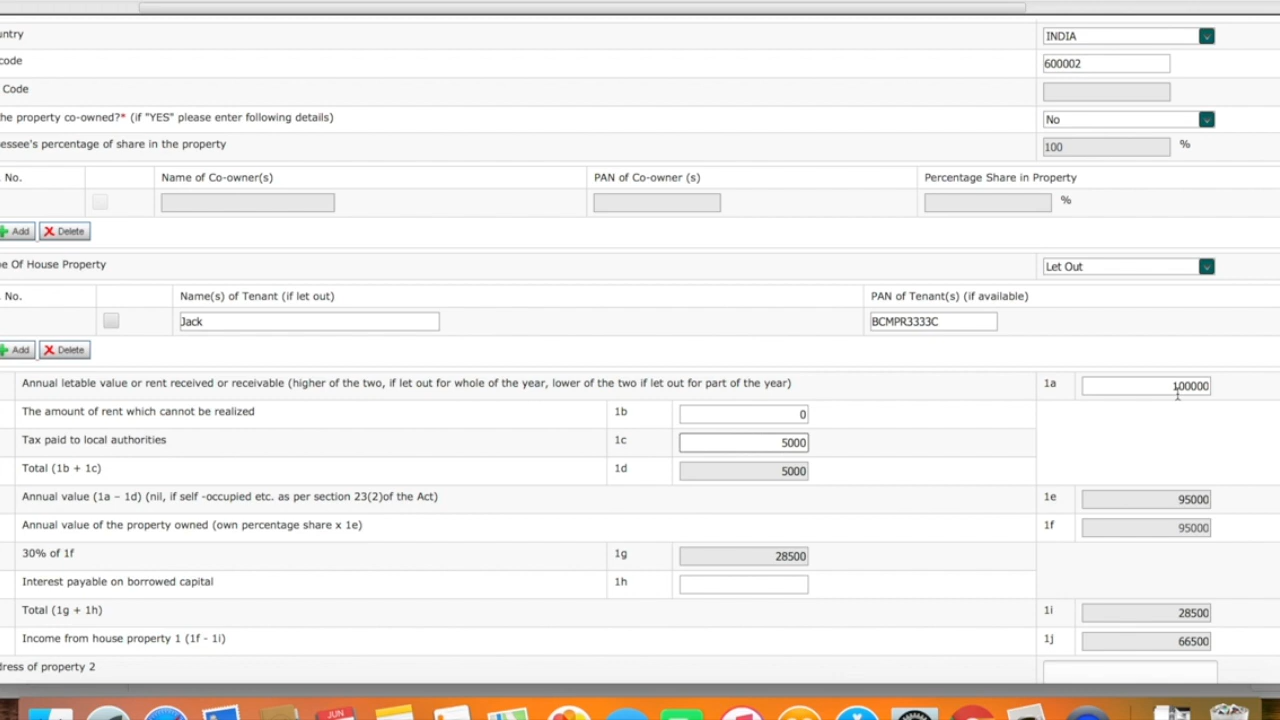 untry INDIA
code 600002
Code
he property co-owned?* (if "YES" please enter following details) No
essee's percentage of share in the property 100 %
. No. Name of Co-owner(s) PAN of Co-owner (s) Percentage Share in Property
%
Add Delete
e Of House Property Let Out
. No. Name(s) of Tenant (if let out) PAN of Tenant(s) (if available)
Jack BCMPR3333C
Add Delete
Annual letable value or rent received or receivable (higher of the two, if let out for whole of the year, lower of the two if let out for part of the year) 1a 100000
The amount of rent which cannot be realized 1b 0
Tax paid to local authorities 1c 5000
Total (1b + 1c) 1d 5000
Annual value (1a – 1d) (nil, if self -occupied etc. as per section 23(2)of the Act) 1e 95000
Annual value of the property owned (own percentage share x 1e) 1f 95000
30% of 1f 1g 28500
Interest payable on borrowed capital 1h
Total (1g + 1h) 1i 28500
Income from house property 1 (1f - 1i) 1j 66500
dress of property 2
JUN